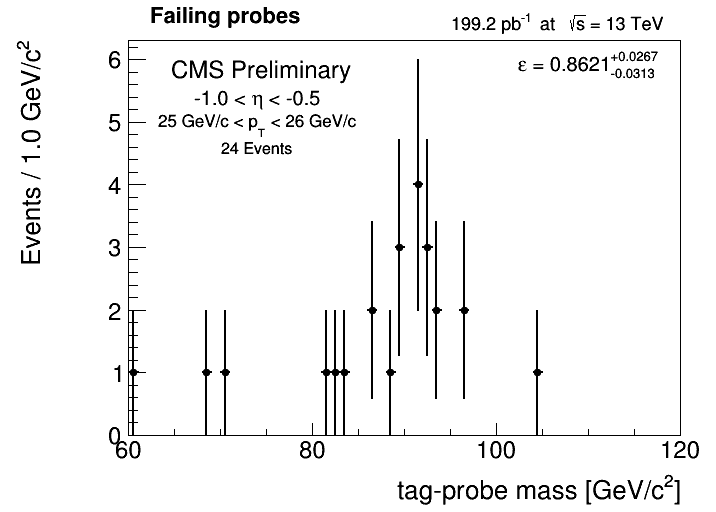 Failing probes
199.2 pb⁻¹ at √s = 13 TeV
CMS Preliminary
-1.0 < η < -0.5
25 GeV/c < p_T < 26 GeV/c
24 Events
ε = 0.8621 +0.0267 -0.0313
Events / 1.0 GeV/c²
6
5
4
3
2
1
0
60 80 100 120
tag-probe mass [GeV/c²]